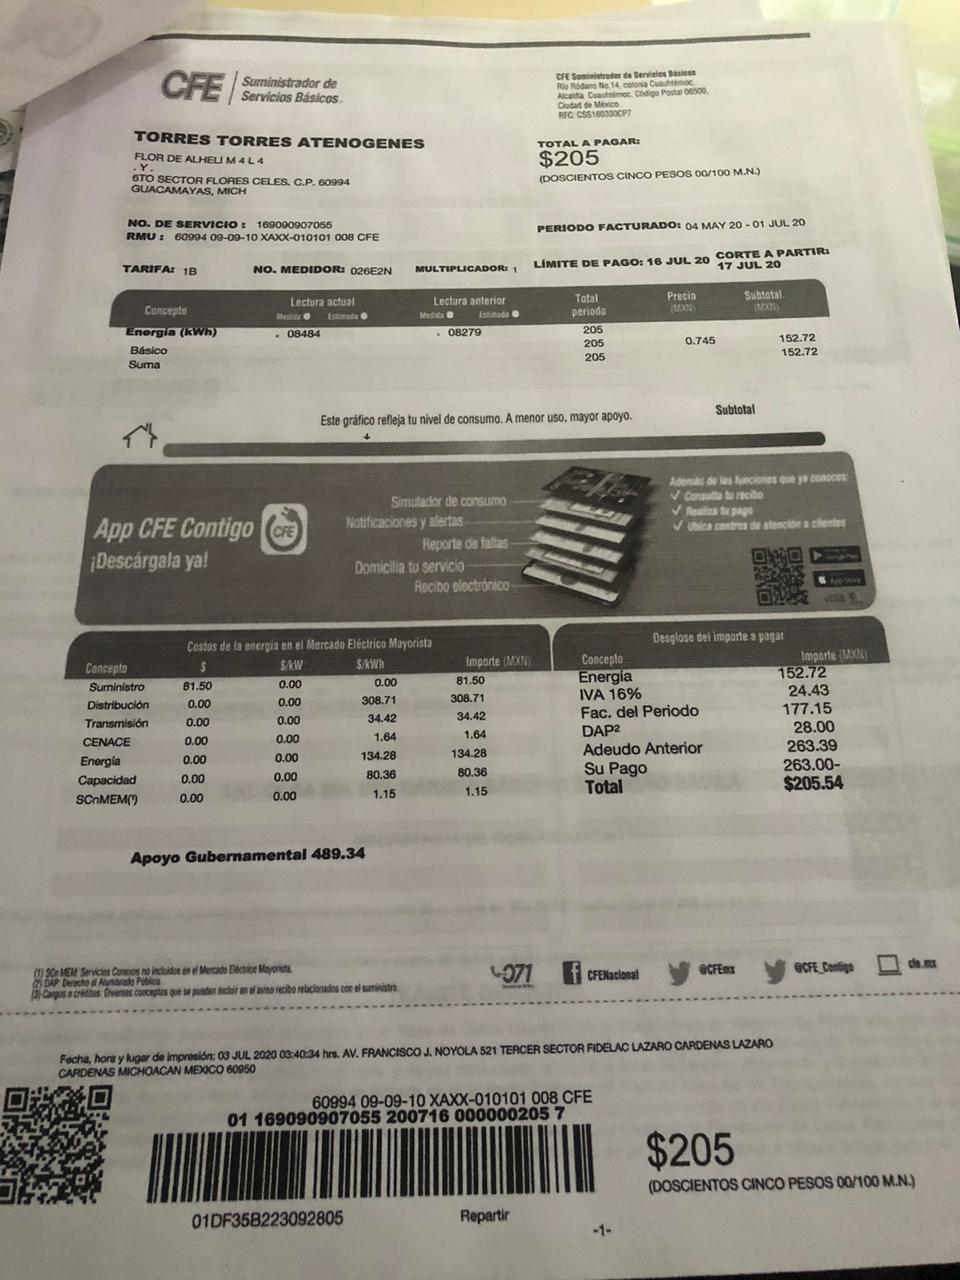 CFE
Suministrador de
Servicios Básicos®
CFE Suministrador de Servicios Básicos
Río Ródano No.14, colonia Cuauhtémoc,
Alcaldía Cuauhtémoc, Código Postal 06500,
Ciudad de México.
RFC: CSS160330CP7
TORRES TORRES ATENOGENES
FLOR DE ALHELI M 4 L 4
. Y .
6TO SECTOR FLORES CELES. C.P. 60994
GUACAMAYAS, MICH
TOTAL A PAGAR:
$205
(DOSCIENTOS CINCO PESOS 00/100 M.N.)
NO. DE SERVICIO : 169090907055
RMU : 60994 09-09-10 XAXX-010101 008 CFE
PERIODO FACTURADO: 04 MAY 20 - 01 JUL 20
TARIFA: 1B NO. MEDIDOR: 026E2N MULTIPLICADOR: 1 LÍMITE DE PAGO: 16 JUL 20 CORTE A PARTIR:
17 JUL 20
Concepto Lectura actual Lectura anterior Total periodo Precio (MXN) Subtotal (MXN)
Medida Estimada Medida Estimada
Energía (kWh) . 08484 . 08279 205
Básico 205 0.745 152.72
Suma 205 152.72
Subtotal
Este gráfico refleja tu nivel de consumo. A menor uso, mayor apoyo.
App CFE Contigo
CFE
¡Descárgala ya!
Simulador de consumo
Notificaciones y alertas
Reporte de fallas
Domicilia tu servicio
Recibo electrónico
Además de las funciones que ya conoces:
✓ Consulta tu recibo
✓ Realiza tu pago
✓ Ubica centros de atención a clientes
Google Play
App Store
Costos de la energía en el Mercado Eléctrico Mayorista
Concepto $ $/kW $/kWh Importe (MXN)
Suministro 81.50 0.00 0.00 81.50
Distribución 0.00 0.00 308.71 308.71
Transmisión 0.00 0.00 34.42 34.42
CENACE 0.00 0.00 1.64 1.64
Energía 0.00 0.00 134.28 134.28
Capacidad 0.00 0.00 80.36 80.36
SCnMEM(¹) 0.00 0.00 1.15 1.15
Desglose del importe a pagar
Concepto Importe (MXN)
Energía 152.72
IVA 16% 24.43
Fac. del Periodo 177.15
DAP² 28.00
Adeudo Anterior 263.39
Su Pago 263.00-
Total $205.54
Apoyo Gubernamental 489.34
(1) SCn MEM: Servicios Conexos no incluidos en el Mercado Eléctrico Mayorista.
(2) DAP: Derecho al Alumbrado Público.
(3) Cargos o créditos: Diversos conceptos que se pueden incluir en el aviso recibo relacionados con el suministro.
071
CFENacional
@CFEmx
@CFE_Contigo
cfe.mx
Fecha, hora y lugar de impresión: 03 JUL 2020 03:40:34 hrs. AV. FRANCISCO J. NOYOLA 521 TERCER SECTOR FIDELAC LAZARO CARDENAS LAZARO
CARDENAS MICHOACAN MEXICO 60950
60994 09-09-10 XAXX-010101 008 CFE
01 169090907055 200716 000000205 7
01DF35B223092805
Repartir
$205
(DOSCIENTOS CINCO PESOS 00/100 M.N.)
-1-